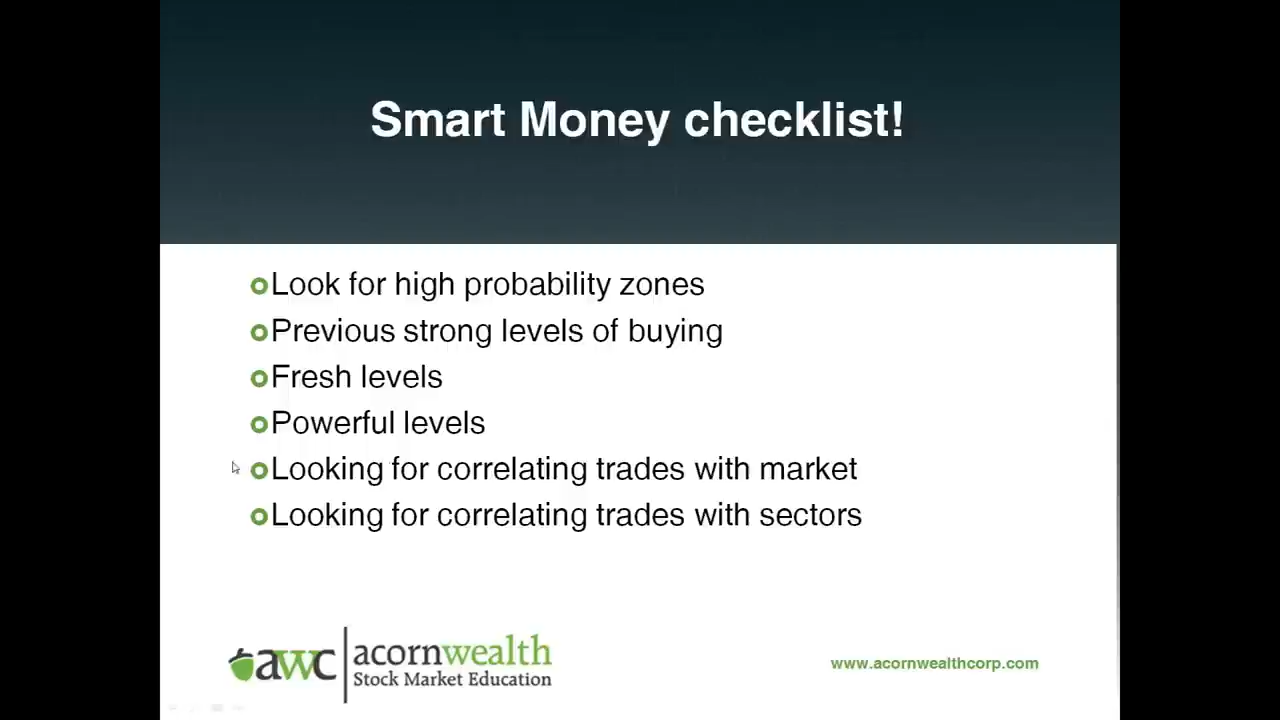 Smart Money checklist!
Look for high probability zones
Previous strong levels of buying
Fresh levels
Powerful levels
Looking for correlating trades with market
Looking for correlating trades with sectors
awc acornwealth
Stock Market Education
www.acornwealthcorp.com